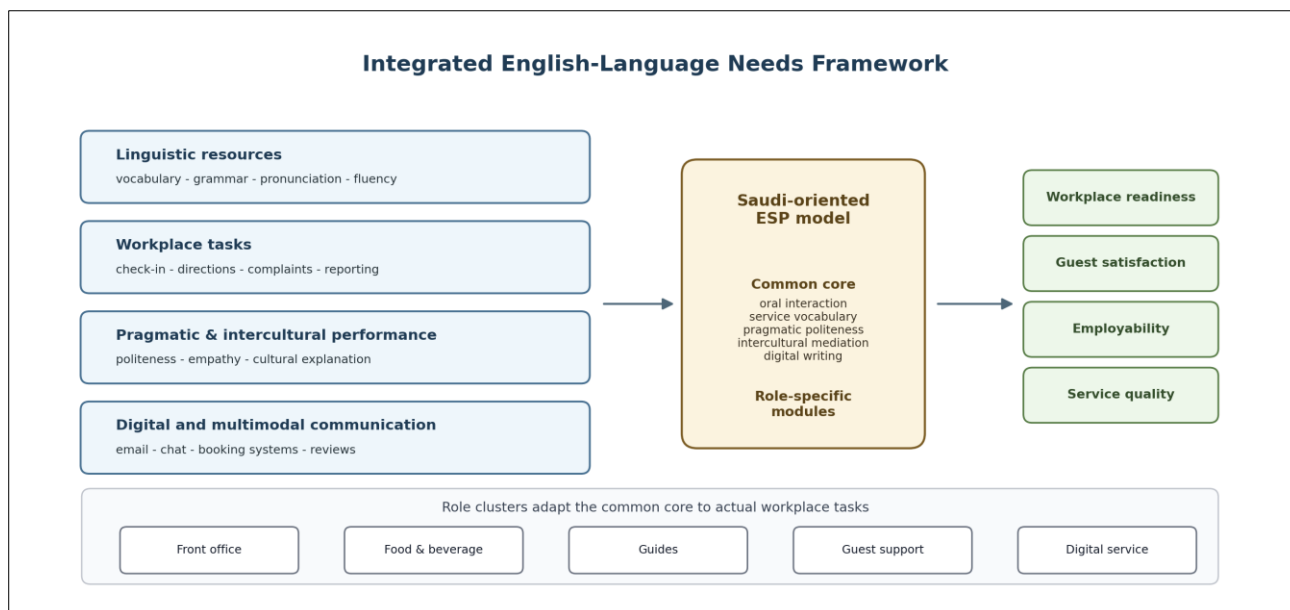 Integrated English-Language Needs Framework
Linguistic resources
vocabulary - grammar - pronunciation - fluency
Workplace tasks
check-in - directions - complaints - reporting
Pragmatic & intercultural performance
politeness - empathy - cultural explanation
Digital and multimodal communication
email - chat - booking systems - reviews
Saudi-oriented
ESP model
Common core
oral interaction
service vocabulary
pragmatic politeness
intercultural mediation
digital writing
Role-specific
modules
Workplace readiness
Guest satisfaction
Employability
Service quality
Role clusters adapt the common core to actual workplace tasks
Front office
Food & beverage
Guides
Guest support
Digital service